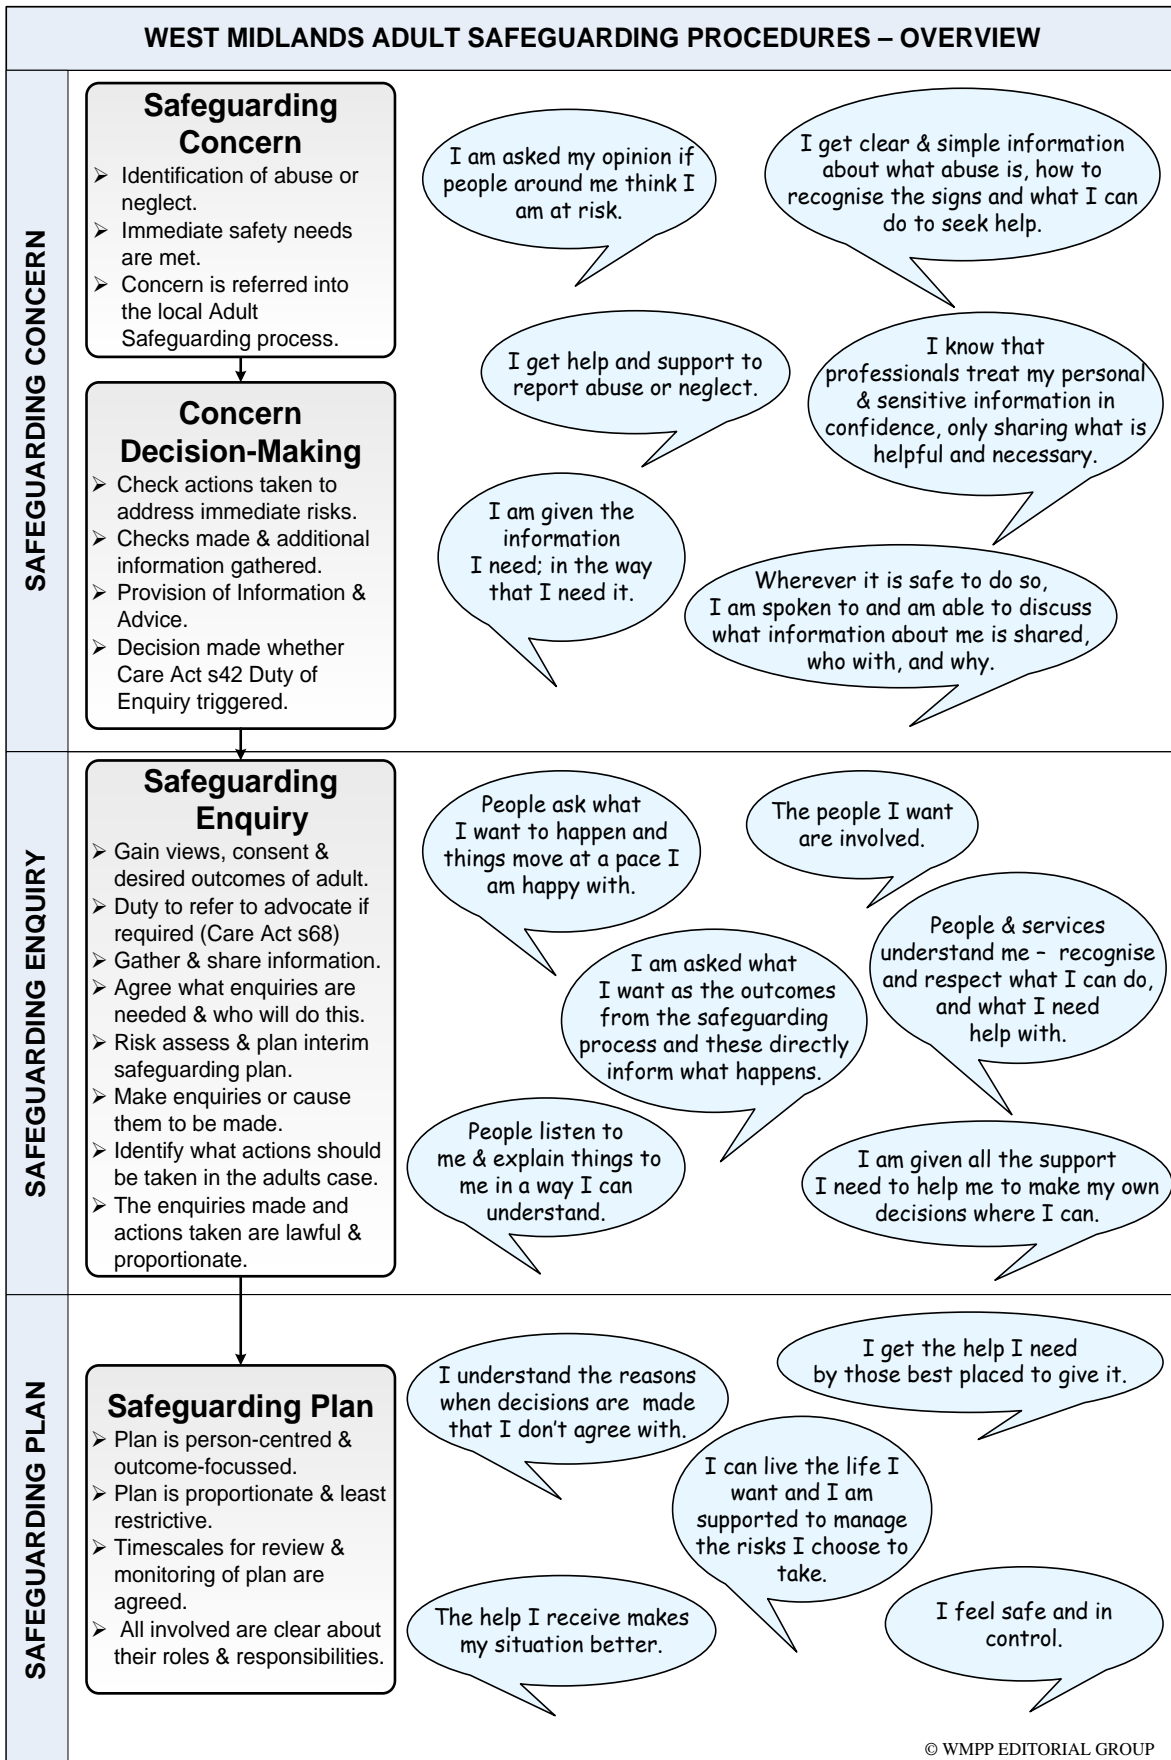 WEST MIDLANDS ADULT SAFEGUARDING PROCEDURES – OVERVIEW
SAFEGUARDING CONCERN
Safeguarding
Concern
➢ Identification of abuse or
neglect.
➢ Immediate safety needs
are met.
➢ Concern is referred into
the local Adult
Safeguarding process.
Concern
Decision-Making
➢ Check actions taken to
address immediate risks.
➢ Checks made & additional
information gathered.
➢ Provision of Information &
Advice.
➢ Decision made whether
Care Act s42 Duty of
Enquiry triggered.
I am asked my opinion if
people around me think I
am at risk.
I get clear & simple information
about what abuse is, how to
recognise the signs and what I can
do to seek help.
I get help and support to
report abuse or neglect.
I know that
professionals treat my personal
& sensitive information in
confidence, only sharing what is
helpful and necessary.
I am given the
information
I need; in the way
that I need it.
Wherever it is safe to do so,
I am spoken to and am able to discuss
what information about me is shared,
who with, and why.
SAFEGUARDING ENQUIRY
Safeguarding
Enquiry
➢ Gain views, consent &
desired outcomes of adult.
➢ Duty to refer to advocate if
required (Care Act s68)
➢ Gather & share information.
➢ Agree what enquiries are
needed & who will do this.
➢ Risk assess & plan interim
safeguarding plan.
➢ Make enquiries or cause
them to be made.
➢ Identify what actions should
be taken in the adults case.
➢ The enquiries made and
actions taken are lawful &
proportionate.
People ask what
I want to happen and
things move at a pace I
am happy with.
The people I want
are involved.
I am asked what
I want as the outcomes
from the safeguarding
process and these directly
inform what happens.
People & services
understand me – recognise
and respect what I can do,
and what I need
help with.
People listen to
me & explain things to
me in a way I can
understand.
I am given all the support
I need to help me to make my own
decisions where I can.
SAFEGUARDING PLAN
Safeguarding Plan
➢ Plan is person-centred &
outcome-focussed.
➢ Plan is proportionate & least
restrictive.
➢ Timescales for review &
monitoring of plan are
agreed.
➢ All involved are clear about
their roles & responsibilities.
I understand the reasons
when decisions are made
that I don't agree with.
I get the help I need
by those best placed to give it.
I can live the life I
want and I am
supported to manage
the risks I choose to
take.
The help I receive makes
my situation better.
I feel safe and in
control.
© WMPP EDITORIAL GROUP